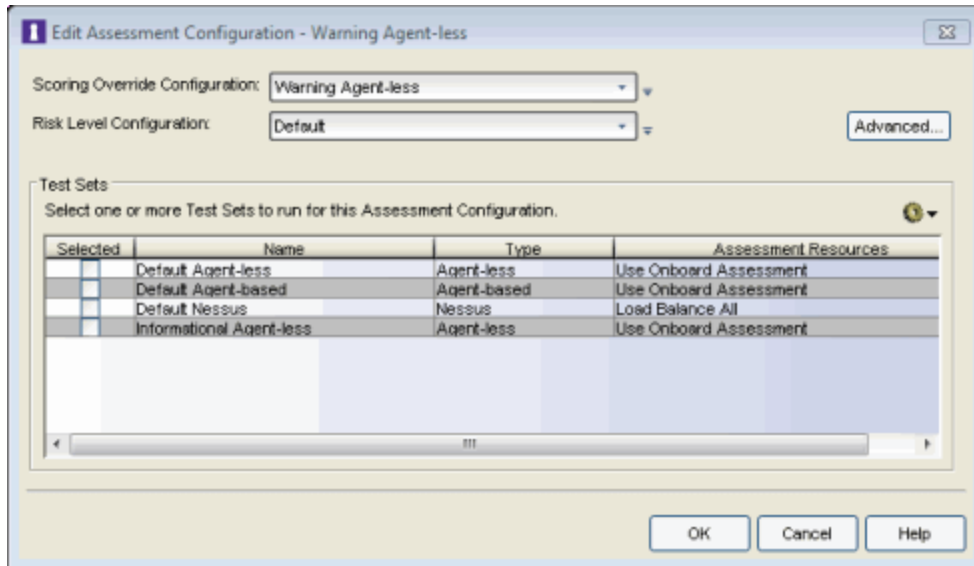 Edit Assessment Configuration - Warning Agent-less
Scoring Override Configuration: Warning Agent-less
Risk Level Configuration: Default Advanced...
Test Sets
Select one or more Test Sets to run for this Assessment Configuration.
Selected Name Type Assessment Resources
Default Agent-less Agent-less Use Onboard Assessment
Default Agent-based Agent-based Use Onboard Assessment
Default Nessus Nessus Load Balance All
Informational Agent-less Agent-less Use Onboard Assessment
OK Cancel Help